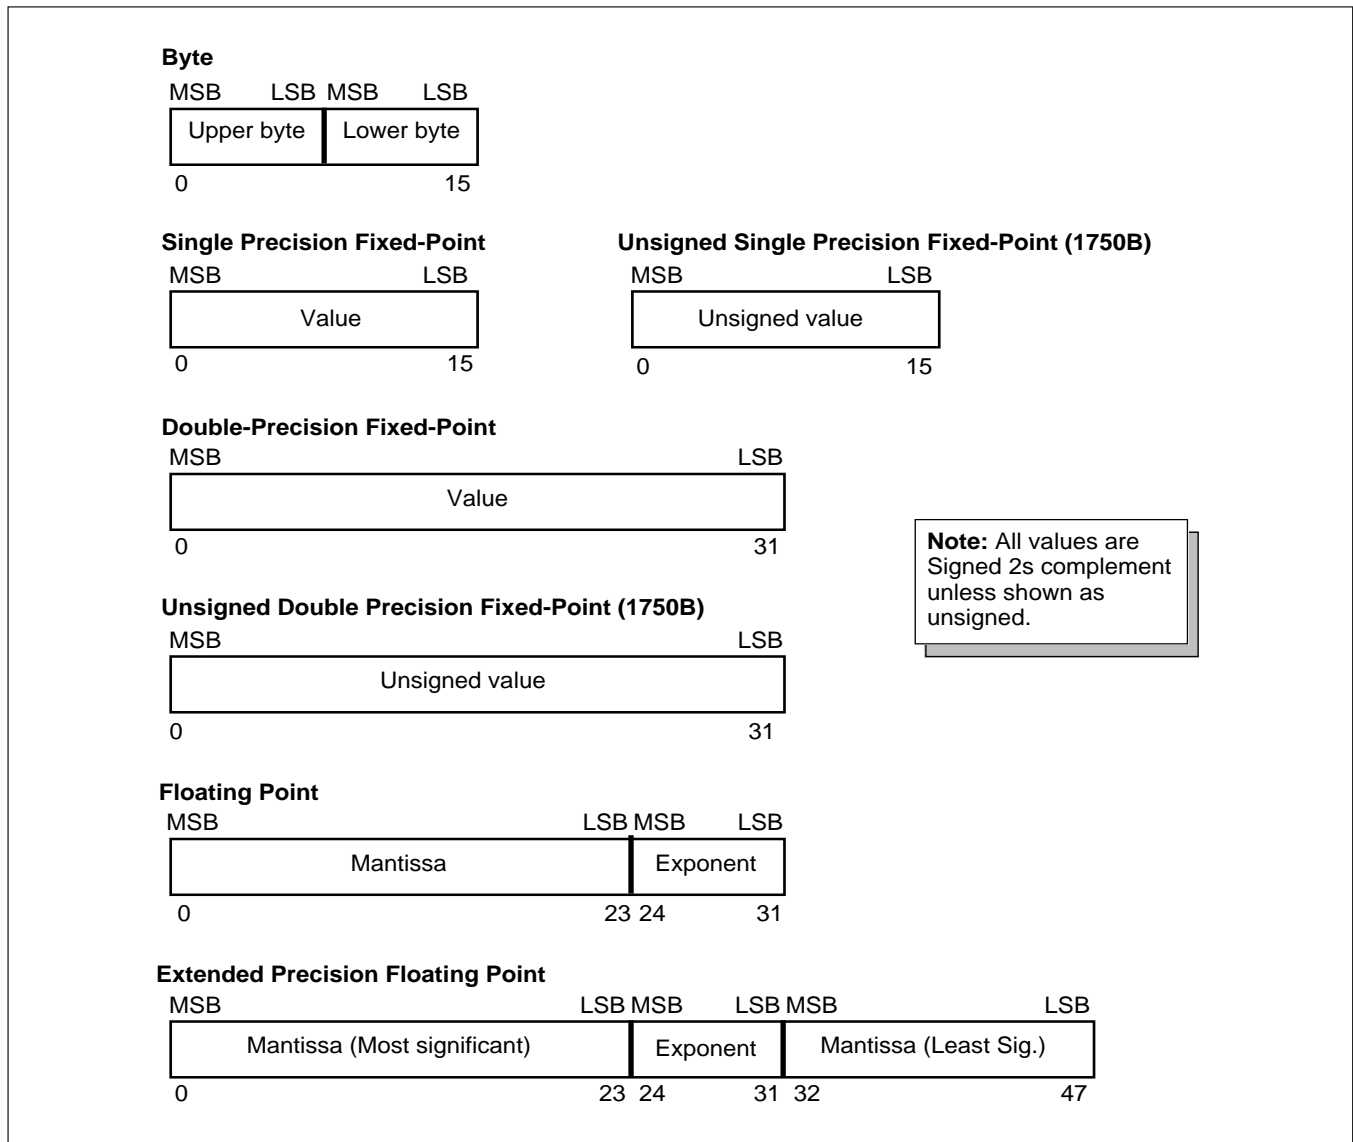 Byte
MSB LSB MSB LSB
Upper byte Lower byte
0 15
Single Precision Fixed-Point
MSB LSB
Value
0 15
Unsigned Single Precision Fixed-Point (1750B)
MSB LSB
Unsigned value
0 15
Double-Precision Fixed-Point
MSB LSB
Value
0 31
Note: All values are
Signed 2s complement
unless shown as
unsigned.
Unsigned Double Precision Fixed-Point (1750B)
MSB LSB
Unsigned value
0 31
Floating Point
MSB LSB MSB LSB
Mantissa Exponent
0 23 24 31
Extended Precision Floating Point
MSB LSB MSB LSB MSB LSB
Mantissa (Most significant) Exponent Mantissa (Least Sig.)
0 23 24 31 32 47